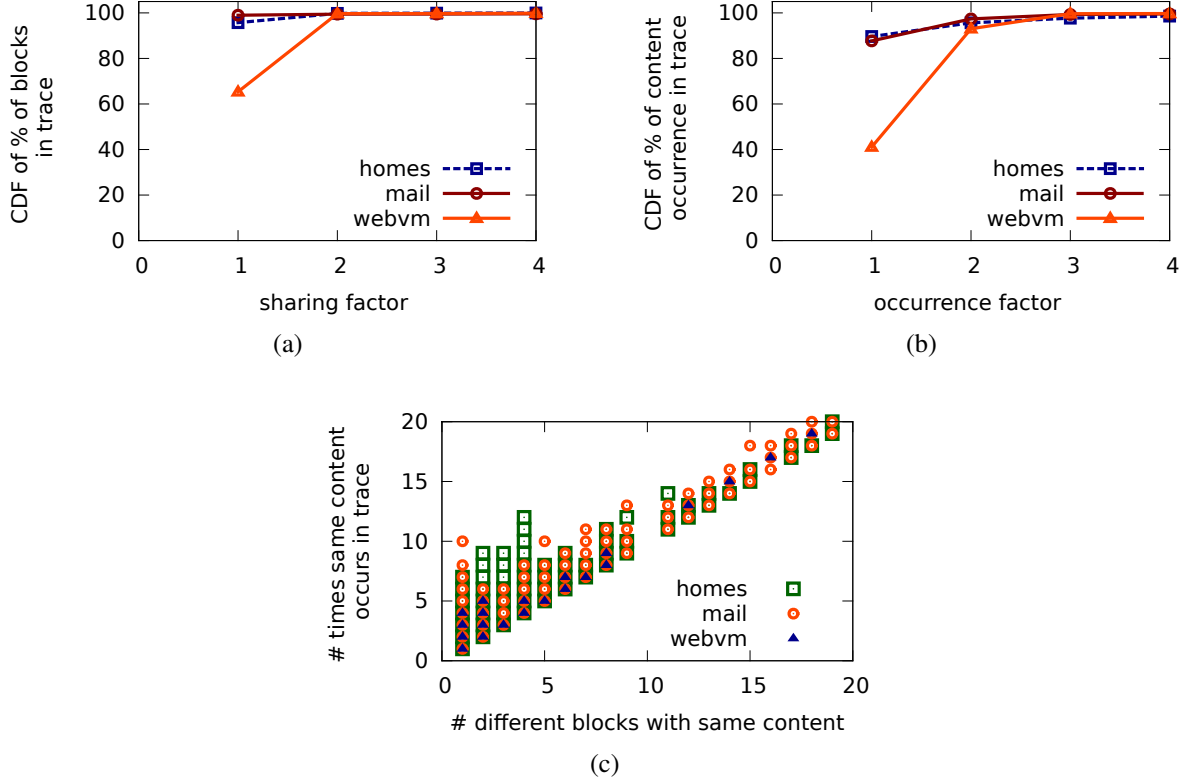 CDF of % of blocks
in trace
100
80
60
40
20
0
homes
mail
webvm
0 1 2 3 4
sharing factor
(a)
CDF of % of content
occurrence in trace
100
80
60
40
20
0
homes
mail
webvm
0 1 2 3 4
occurrence factor
(b)
# times same content
occurs in trace
20
15
10
5
0
homes
mail
webvm
0 5 10 15 20
# different blocks with same content
(c)